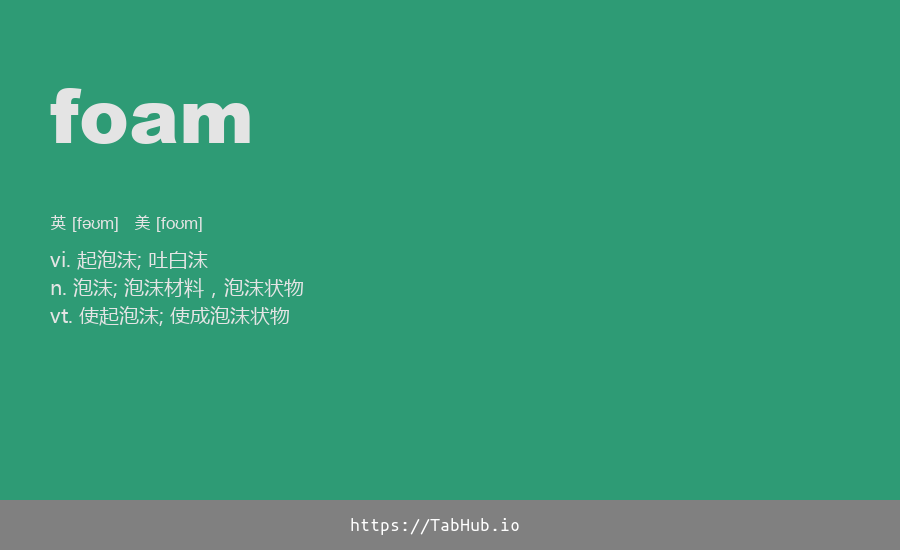 foam
英 [fəʊm] 美 [foʊm]
vi. 起泡沫; 吐白沫
n. 泡沫; 泡沫材料，泡沫状物
vt. 使起泡沫; 使成泡沫状物
https://TabHub.io